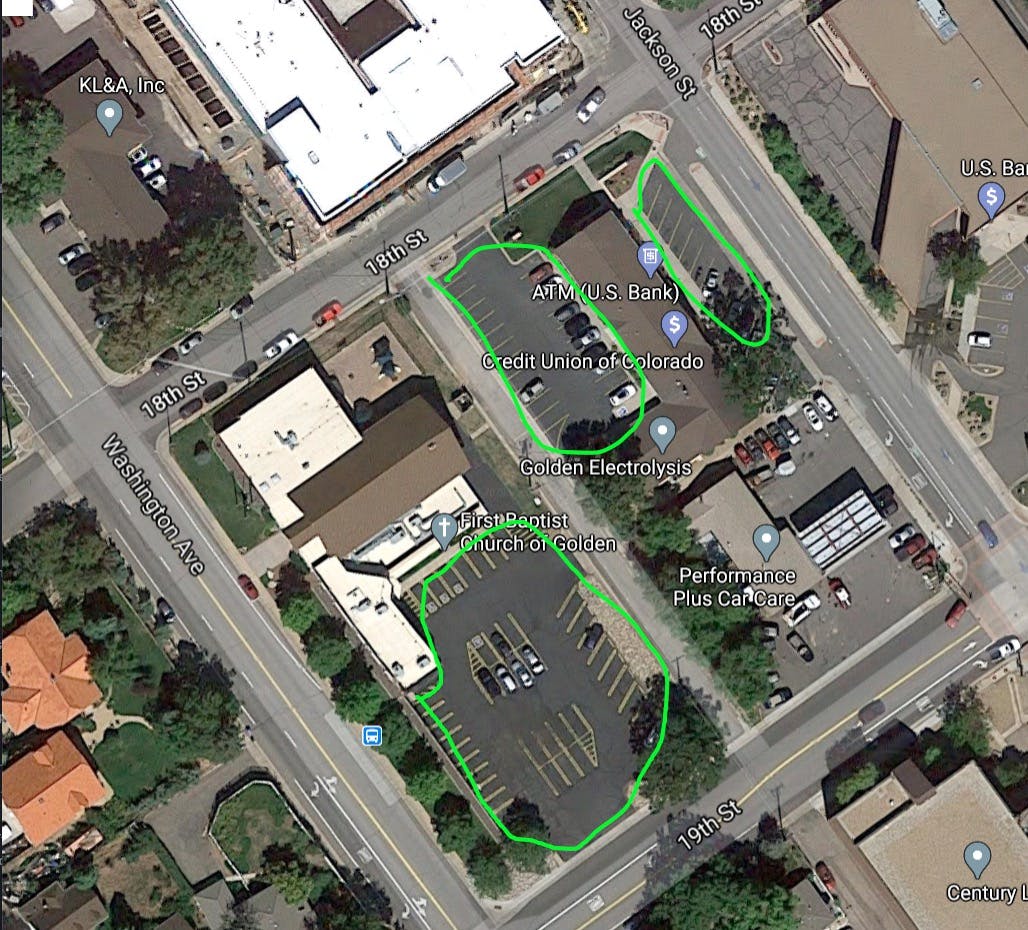 18th St
Jackson St
KL&A, Inc
U.S. Ba
18th St
ATM (U.S. Bank)
Credit Union of Colorado
18th St
Golden Electrolysis
Washington Ave
First Baptist
Church of Golden
Performance
Plus Car Care
19th St
Century L